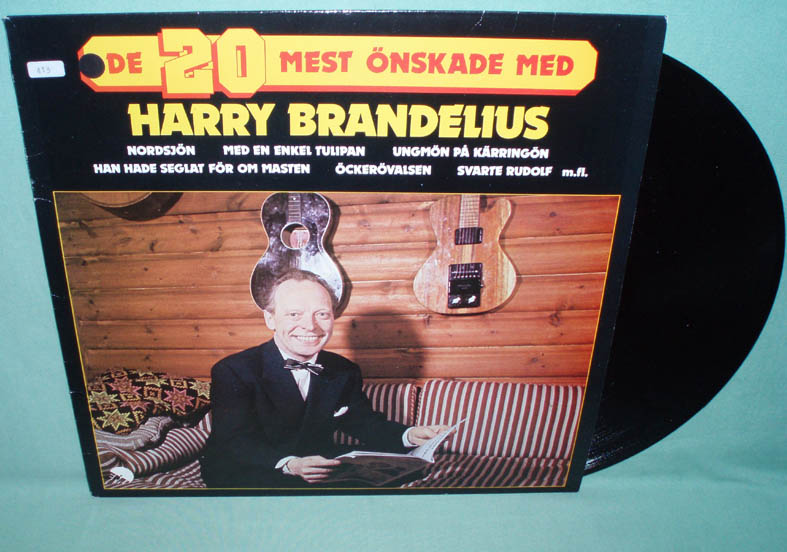 DE 20 MEST ÖNSKADE MED
HARRY BRANDELIUS
NORDSJÖN MED EN ENKEL TULIPAN UNGMÖN PÅ KÄRRINGÖN
HAN HADE SEGLAT FÖR OM MASTEN ÖCKERÖVALSEN SVARTE RUDOLF m.fl.